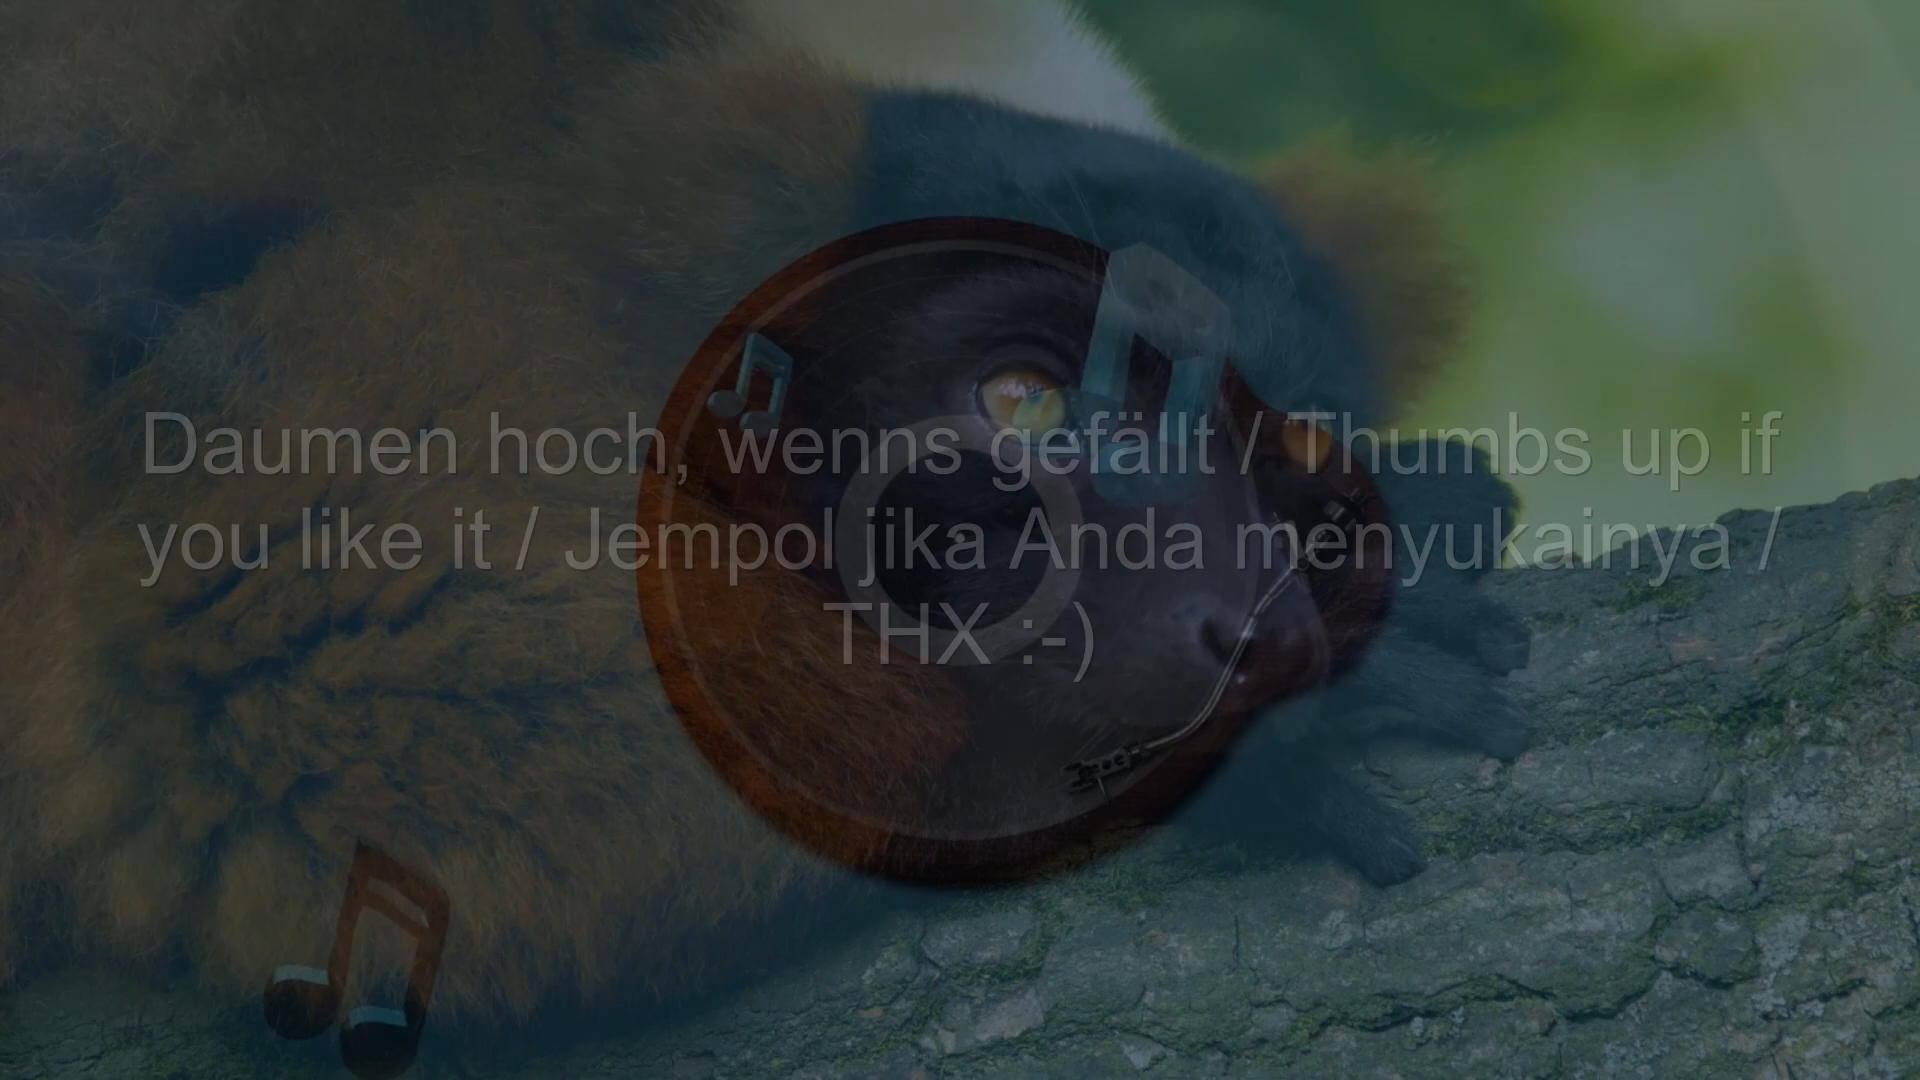 Daumen hoch, wenns gefällt / Thumbs up if
you like it / Jempol jika Anda menyukainya /
THX :-)